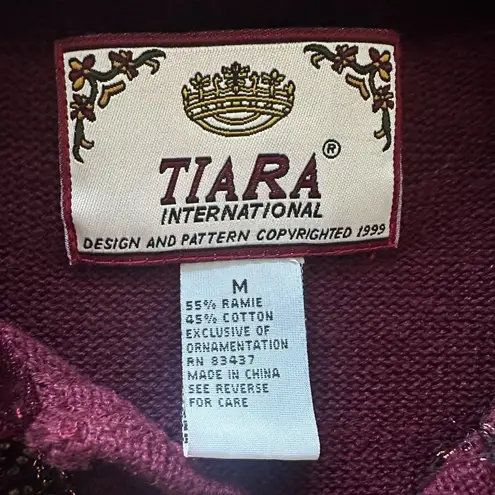 TIARA®
INTERNATIONAL
DESIGN AND PATTERN COPYRIGHTED 1999
M
55% RAMIE
45% COTTON
EXCLUSIVE OF
ORNAMENTATION
RN 83437
MADE IN CHINA
SEE REVERSE
FOR CARE